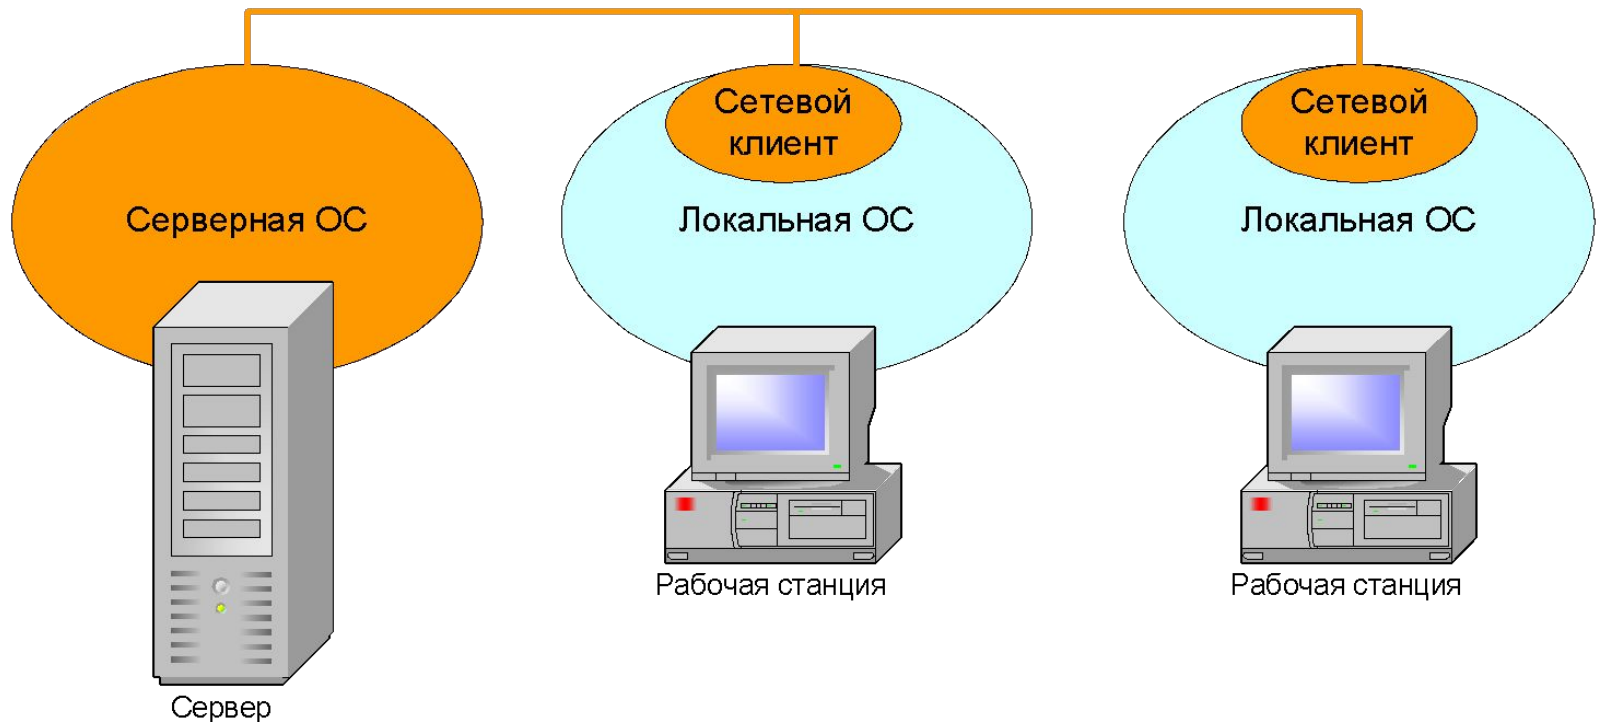 Сетевой
клиент
Сетевой
клиент
Серверная ОС
Локальная ОС
Локальная ОС
Рабочая станция
Рабочая станция
Сервер